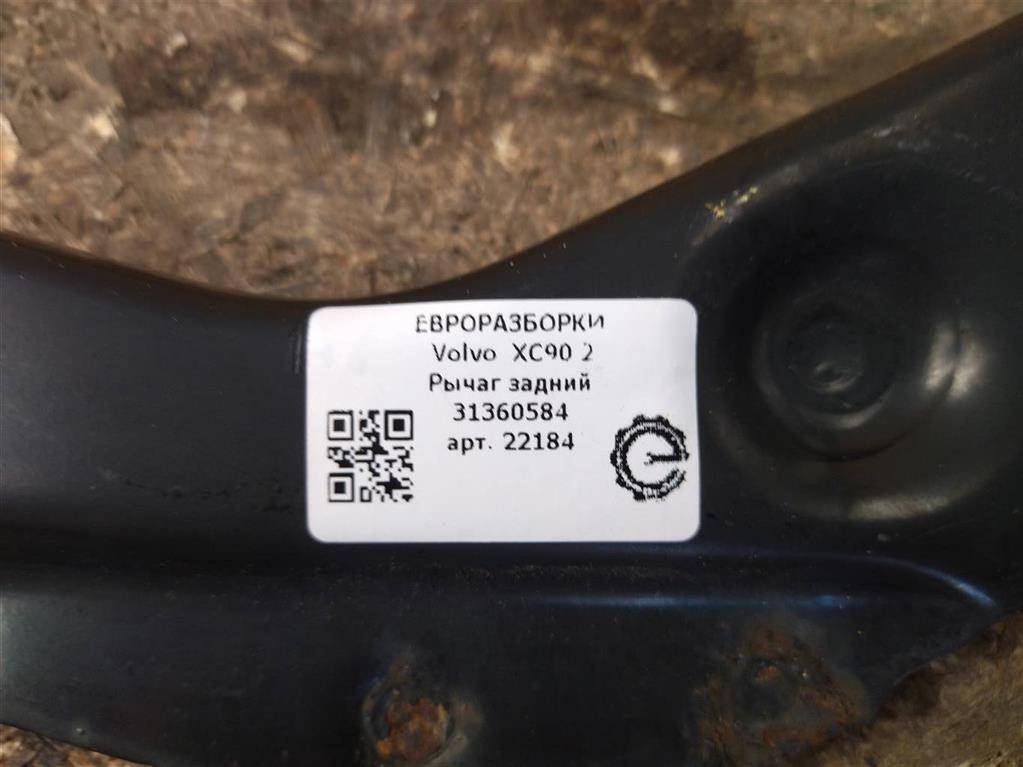 ЕВРОРАЗБОРКИ
Volvo XC90 2
Рычаг задний
31360584
арт. 22184